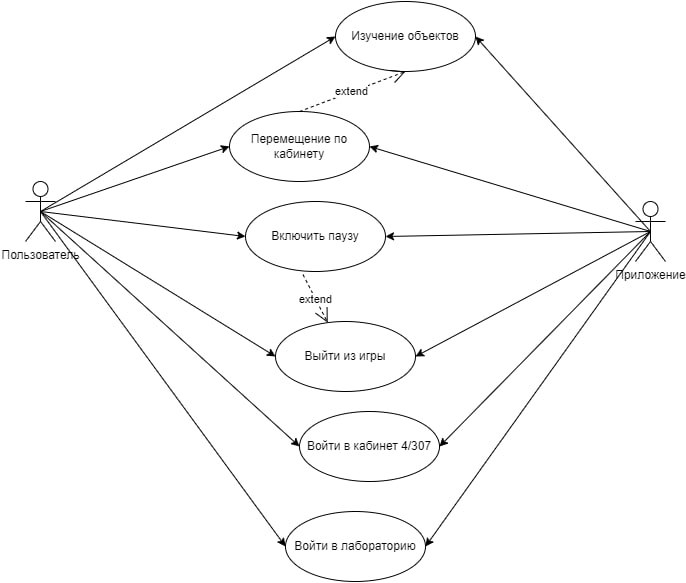 Изучение объектов
extend
Перемещение по
кабинету
Включить паузу
Пользователь
Приложение
extend
Выйти из игры
Войти в кабинет 4/307
Войти в лабораторию